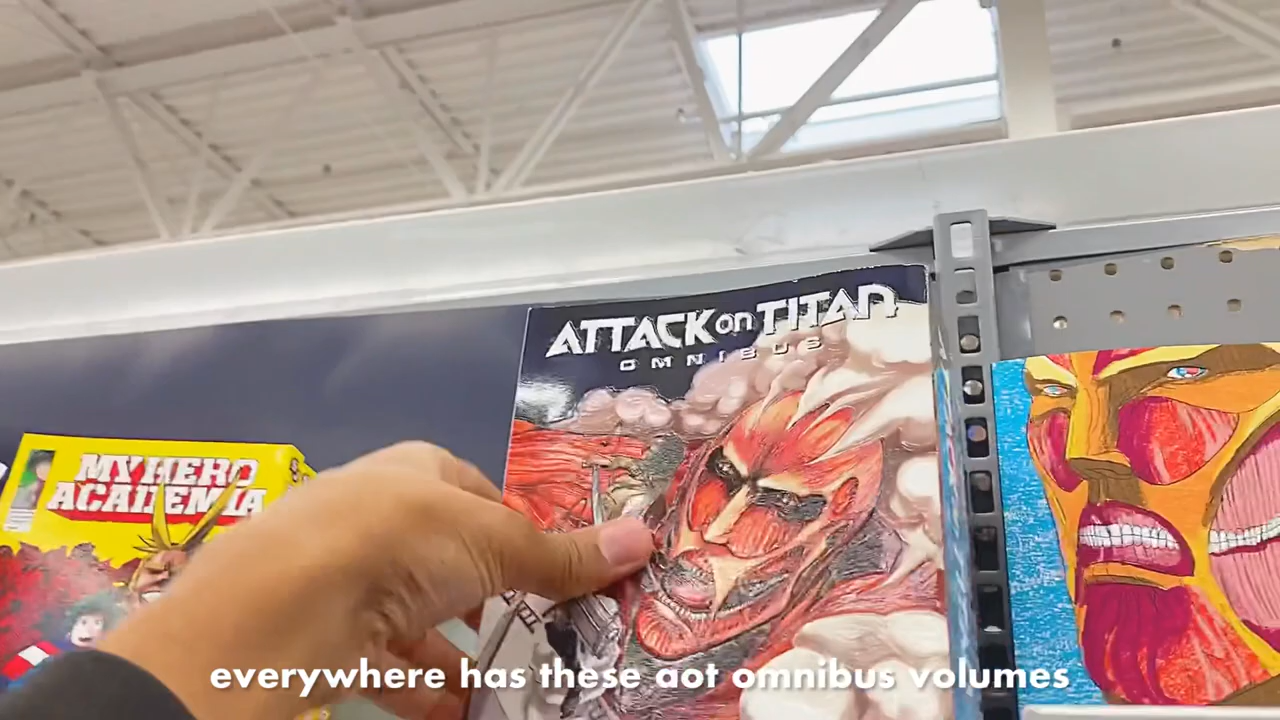 ATTACK on TITAN
OMNIBUS
MY HERO
ACADEMIA
everywhere has these aot omnibus volumes